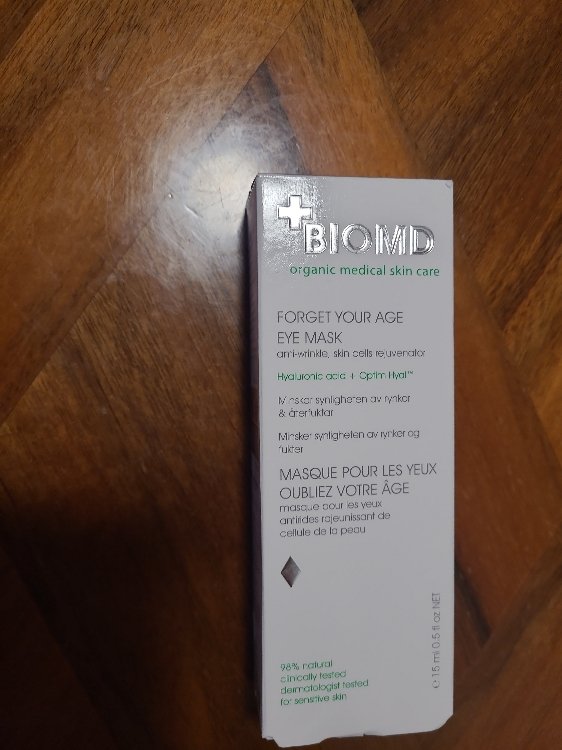 BIOMD
organic medical skin care
FORGET YOUR AGE
EYE MASK
anti-wrinkle, skin cells rejuvenator
Hyaluronic acid + Optim Hyal™
Minskar synligheten av rynkor
& återfuktar
Minsker synligheten av rynker og
fukter
MASQUE POUR LES YEUX
OUBLIEZ VOTRE ÂGE
masque pour les yeux
antirides rajeunissant de
cellule de la peau
98% natural
clinically tested
dermatologist tested
for sensitive skin
℮ 15 ml 0.5 fl oz.NET